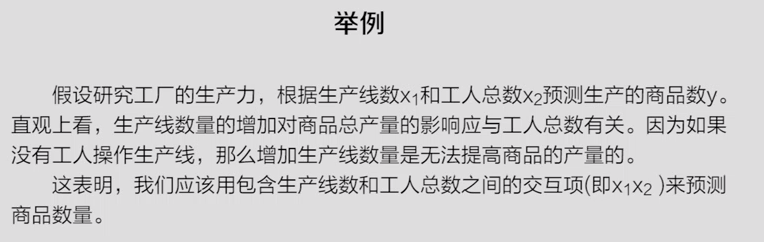 举例
假设研究工厂的生产力，根据生产线数x₁和工人总数x₂预测生产的商品数y。
直观上看，生产线数量的增加对商品总产量的影响应与工人总数有关。因为如果
没有工人操作生产线，那么增加生产线数量是无法提高商品的产量的。
这表明，我们应该用包含生产线数和工人总数之间的交互项(即x₁x₂ )来预测
商品数量。